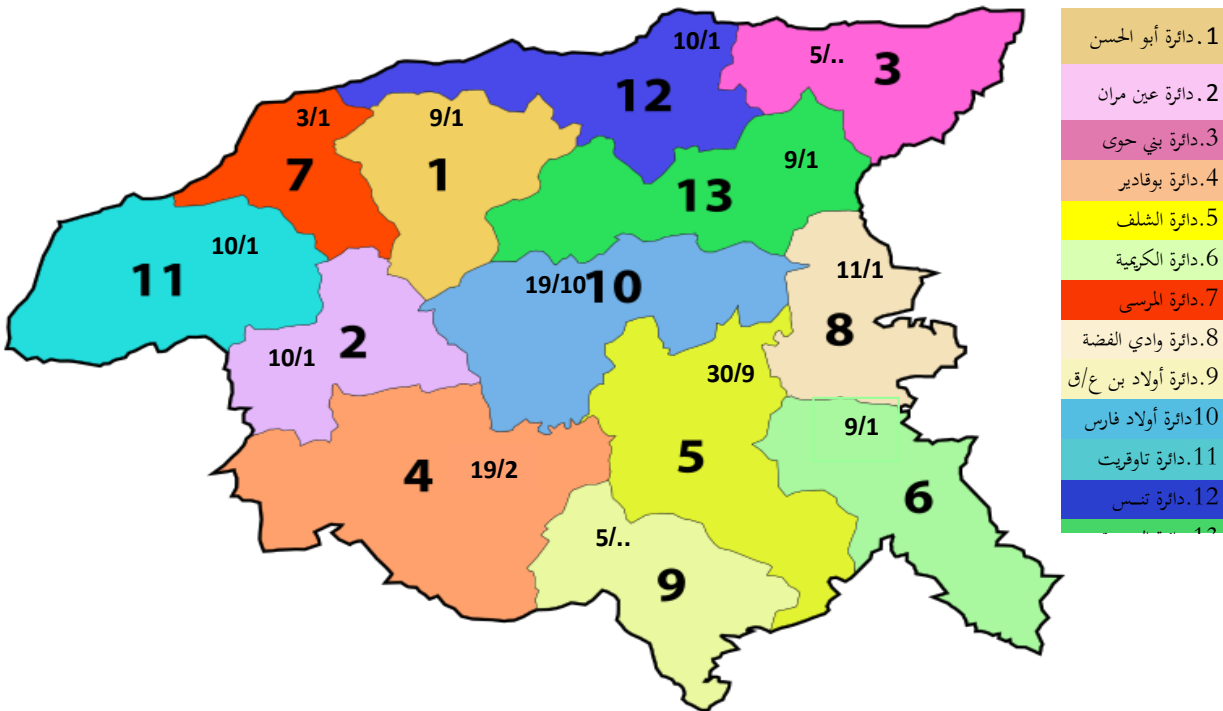 10/1
12
5/..
3
3/1
7
9/1
1
9/1
13
10/1
11
19/10
10
11/1
8
10/1
2
30/9
5
9/1
6
4
19/2
5/..
9
1.دائرة أبو الحسن
2.دائرة عين مران
3.دائرة بني حوى
4.دائرة بوقادير
5.دائرة الشلف
6.دائرة الكريمية
7.دائرة المرسى
8.دائرة وادي الفضة
9.دائرة أولاد بن ع/ق
10دائرة أولاد فارس
11.دائرة تاوقريت
12.دائرة تنـس